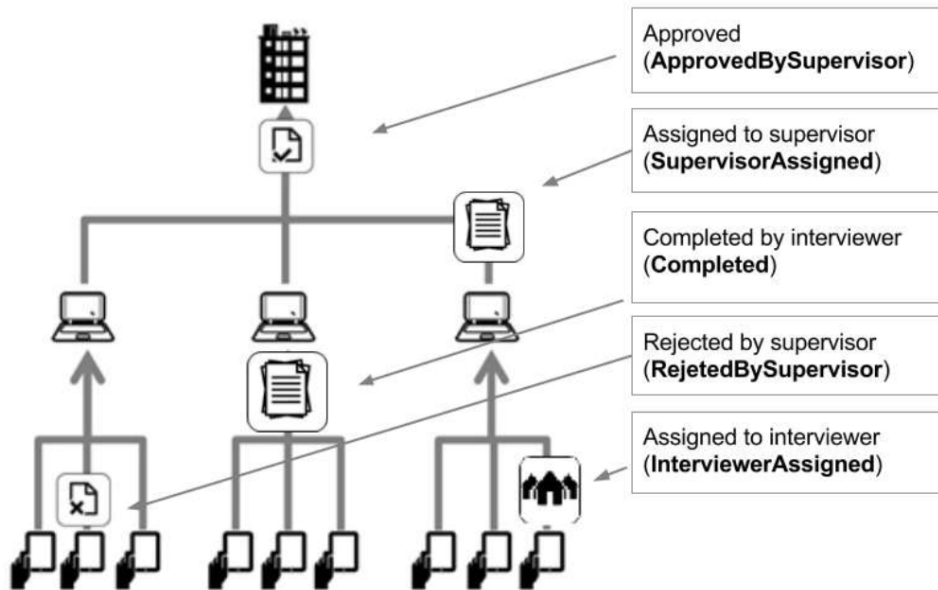 Approved
(ApprovedBySupervisor)
Assigned to supervisor
(SupervisorAssigned)
Completed by interviewer
(Completed)
Rejected by supervisor
(RejetedBySupervisor)
Assigned to interviewer
(InterviewerAssigned)